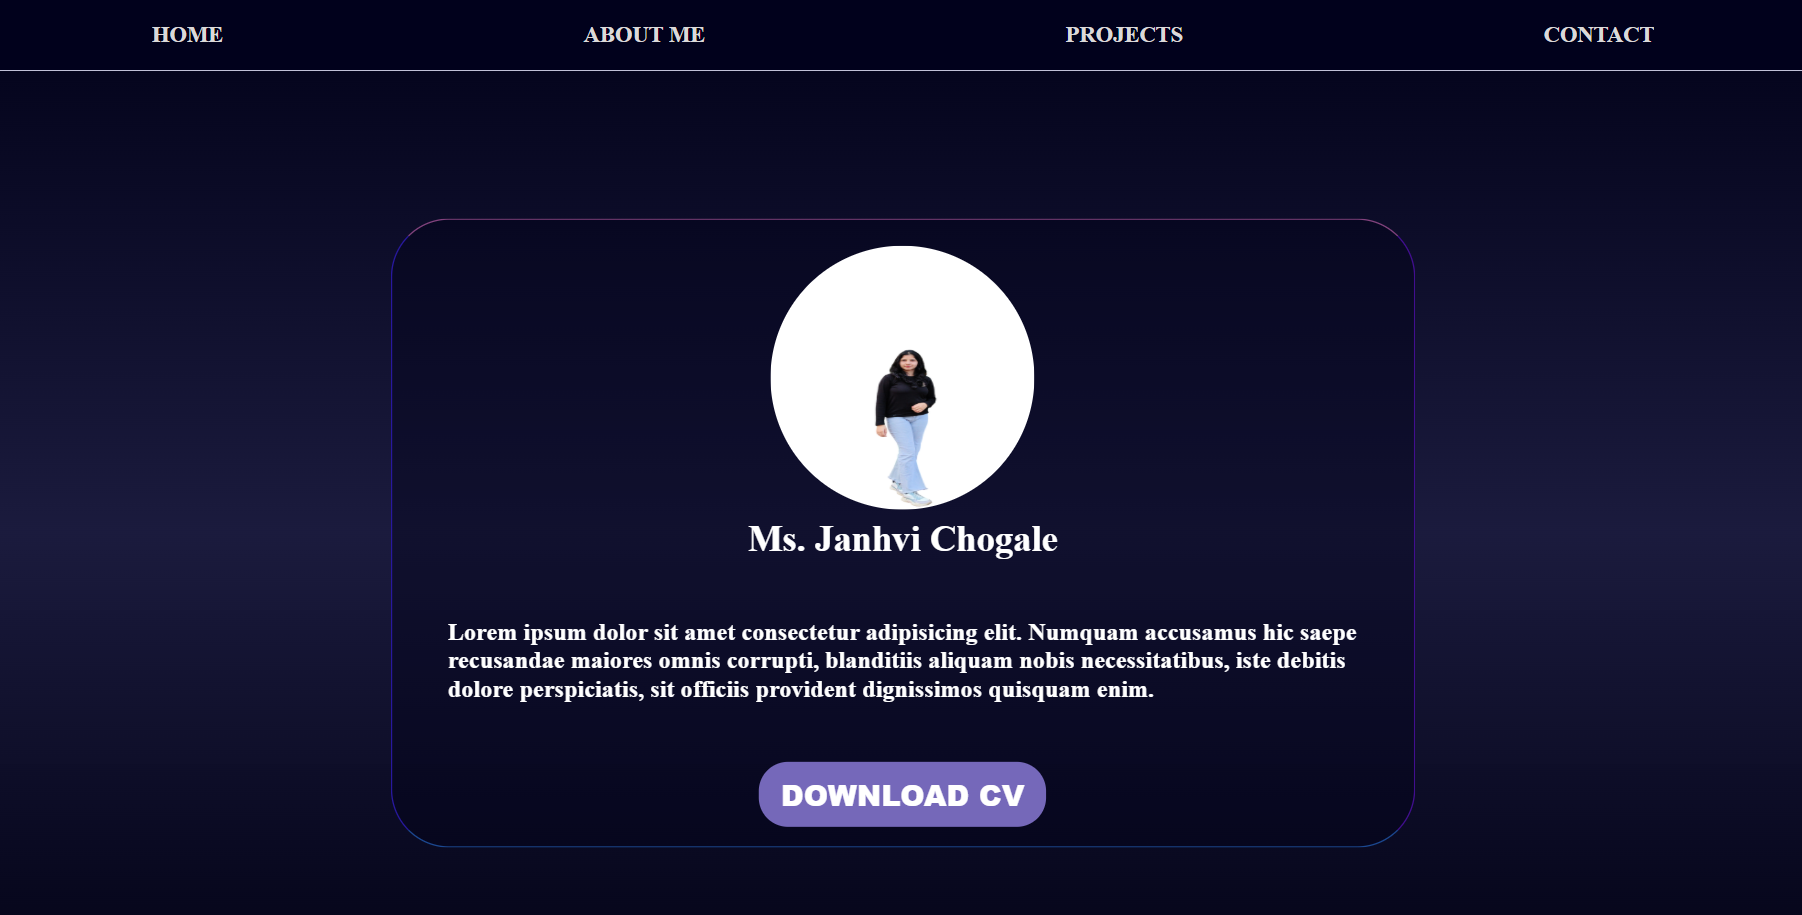 HOME
ABOUT ME
PROJECTS
CONTACT
Ms. Janhvi Chogale
Lorem ipsum dolor sit amet consectetur adipisicing elit. Numquam accusamus hic saepe
recusandae maiores omnis corrupti, blanditiis aliquam nobis necessitatibus, iste debitis
dolore perspiciatis, sit officiis provident dignissimos quisquam enim.
DOWNLOAD CV